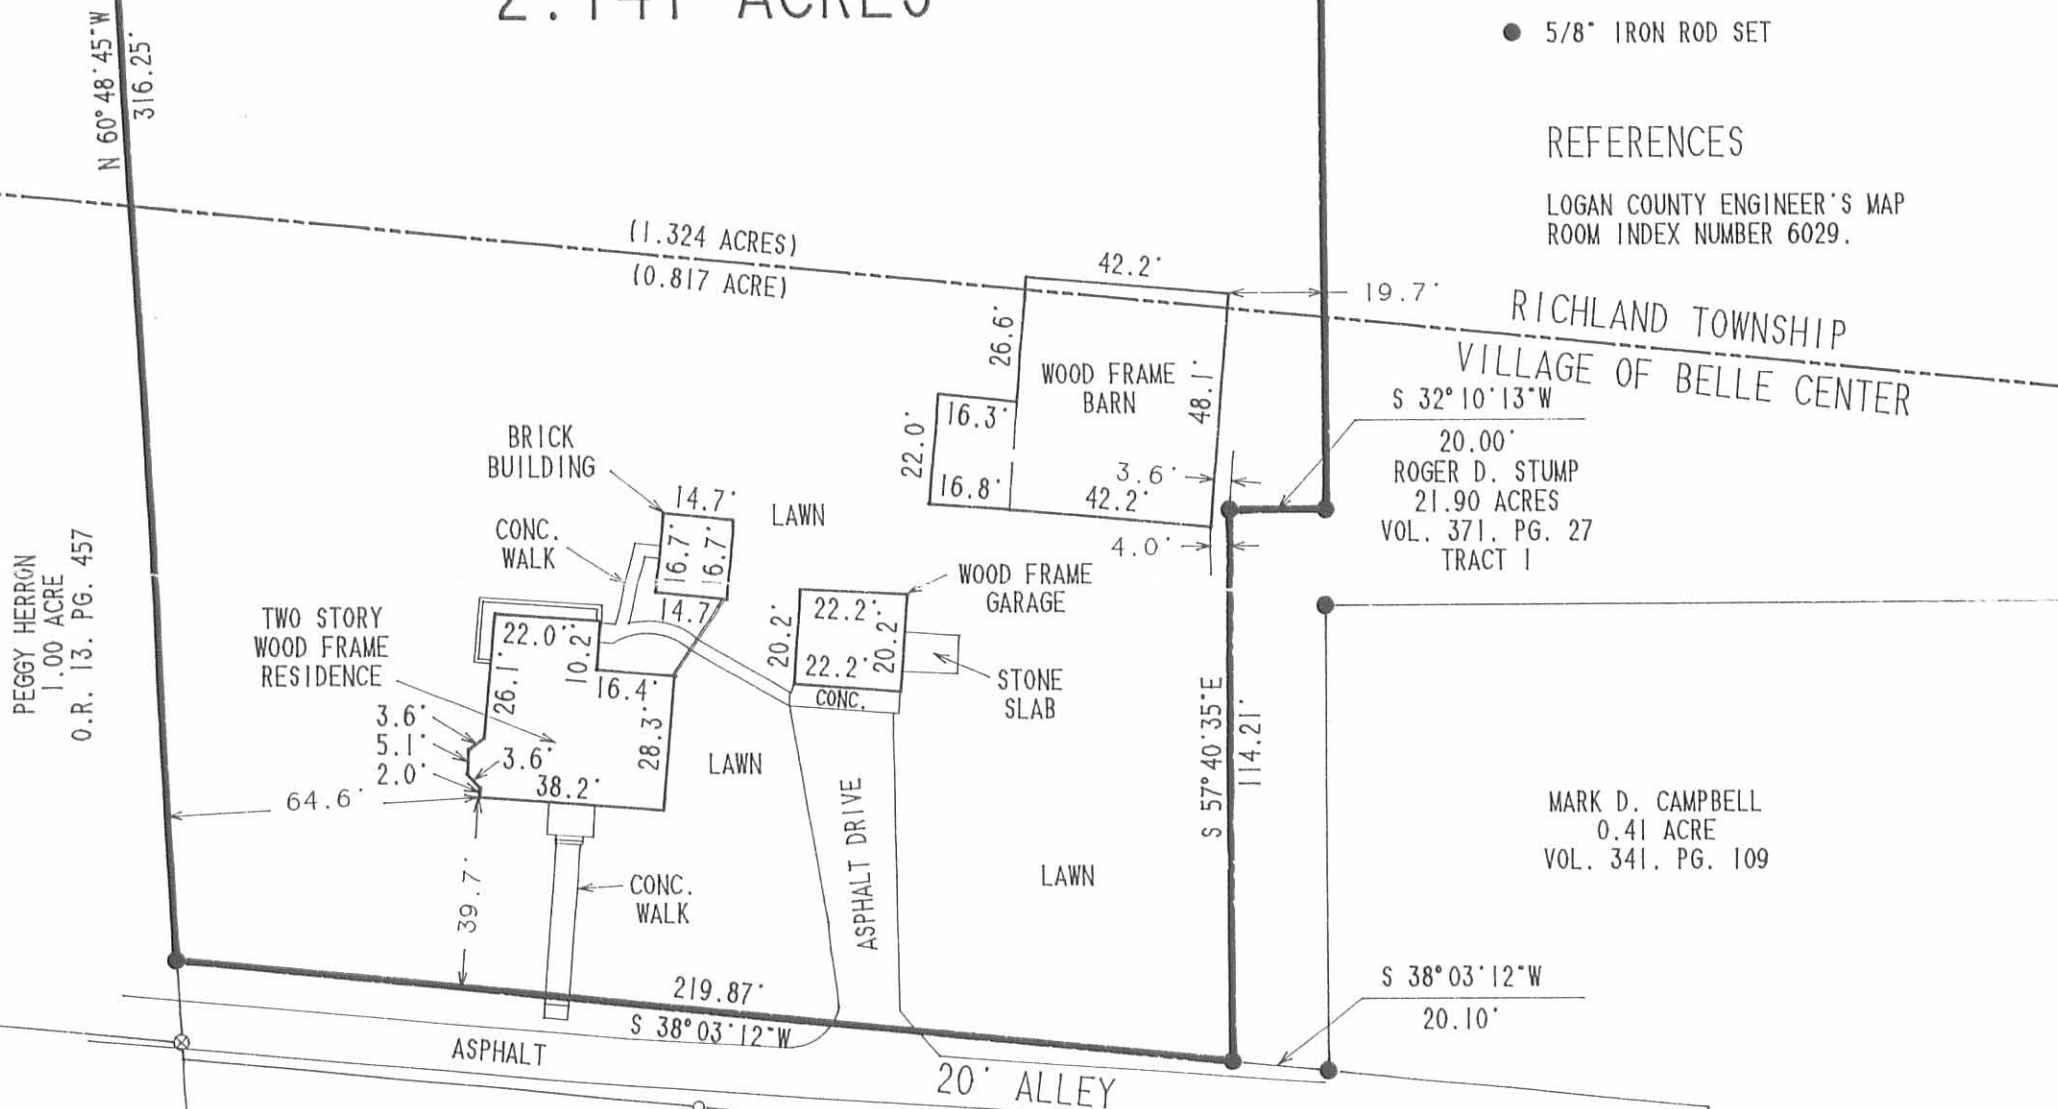 2.141 ACRES
N 60°48'45"W
316.25'
5/8" IRON ROD SET
REFERENCES
LOGAN COUNTY ENGINEER'S MAP
ROOM INDEX NUMBER 6029.
(1.324 ACRES)
(0.817 ACRE)
42.2'
19.7'
RICHLAND TOWNSHIP
VILLAGE OF BELLE CENTER
26.6'
WOOD FRAME
BARN
48.1'
16.3'
22.0'
16.8'
42.2'
3.6'
4.0'
S 32°10'13"W
20.00'
ROGER D. STUMP
21.90 ACRES
VOL. 371. PG. 27
TRACT I
BRICK
BUILDING
14.7'
16.7'
16.7'
14.7'
LAWN
CONC.
WALK
PEGGY HERRON
1.00 ACRE
O.R. 13. PG. 457
TWO STORY
WOOD FRAME
RESIDENCE
22.0'
10.2'
26.1'
16.4'
28.3'
3.6'
5.1'
2.0'
3.6'
38.2'
64.6'
39.7'
WOOD FRAME
GARAGE
22.2'
20.2'
20.2'
22.2'
CONC.
STONE
SLAB
LAWN
ASPHALT DRIVE
LAWN
S 57°40'35"E
114.21'
CONC.
WALK
MARK D. CAMPBELL
0.41 ACRE
VOL. 341. PG. 109
219.87'
S 38°03'12"W
S 38°03'12"W
20.10'
ASPHALT
20' ALLEY